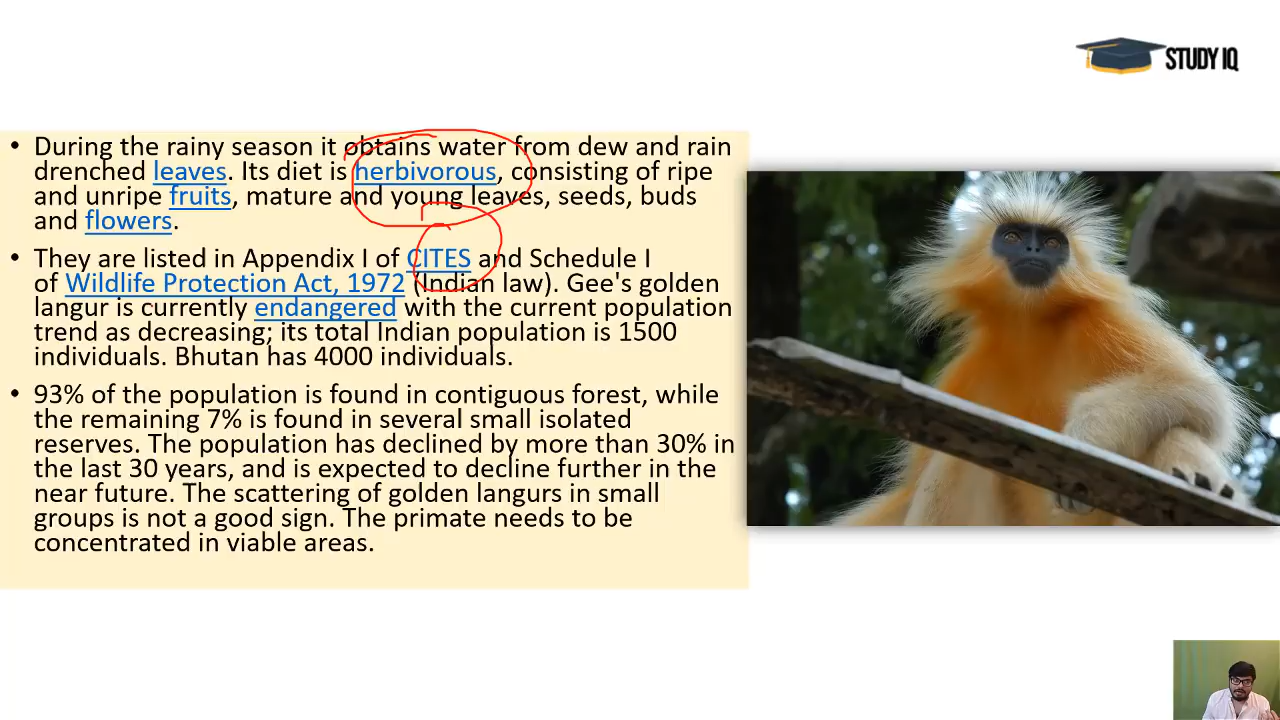 STUDY IQ
• During the rainy season it obtains water from dew and rain
drenched leaves. Its diet is herbivorous, consisting of ripe
and unripe fruits, mature and young leaves, seeds, buds
and flowers.
• They are listed in Appendix I of CITES and Schedule I
of Wildlife Protection Act, 1972 (Indian law). Gee's golden
langur is currently endangered with the current population
trend as decreasing; its total Indian population is 1500
individuals. Bhutan has 4000 individuals.
• 93% of the population is found in contiguous forest, while
the remaining 7% is found in several small isolated
reserves. The population has declined by more than 30% in
the last 30 years, and is expected to decline further in the
near future. The scattering of golden langurs in small
groups is not a good sign. The primate needs to be
concentrated in viable areas.